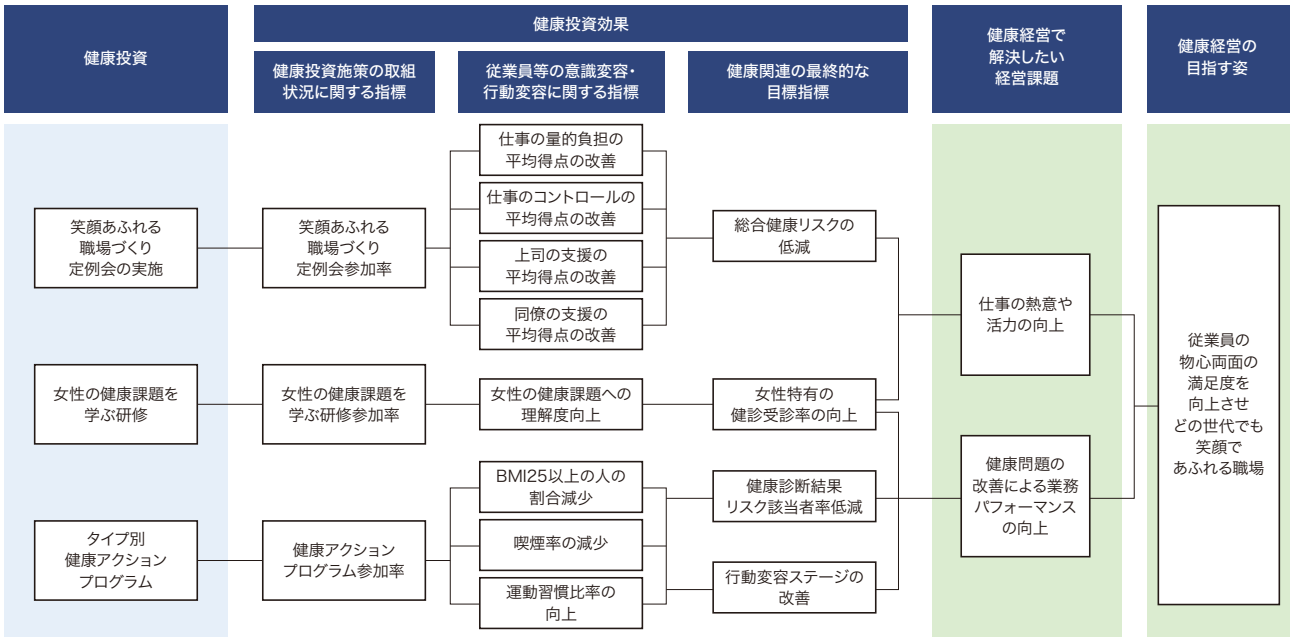 健康投資
健康投資効果
健康投資施策の取組
状況に関する指標
従業員等の意識変容・
行動変容に関する指標
健康関連の最終的な
目標指標
健康経営で
解決したい
経営課題
健康経営の
目指す姿
笑顔あふれる
職場づくり
定例会の実施
笑顔あふれる
職場づくり
定例会参加率
仕事の量的負担の
平均得点の改善
仕事のコントロールの
平均得点の改善
上司の支援の
平均得点の改善
同僚の支援の
平均得点の改善
総合健康リスクの
低減
女性の健康課題を
学ぶ研修
女性の健康課題を
学ぶ研修参加率
女性の健康課題への
理解度向上
女性特有の
健診受診率の向上
タイプ別
健康アクション
プログラム
健康アクション
プログラム参加率
BMI25以上の人の
割合減少
喫煙率の減少
運動習慣比率の
向上
健康診断結果
リスク該当者率低減
行動変容ステージの
改善
仕事の熱意や
活力の向上
健康問題の
改善による業務
パフォーマンス
の向上
従業員の
物心両面の
満足度を
向上させ
どの世代でも
笑顔で
あふれる職場